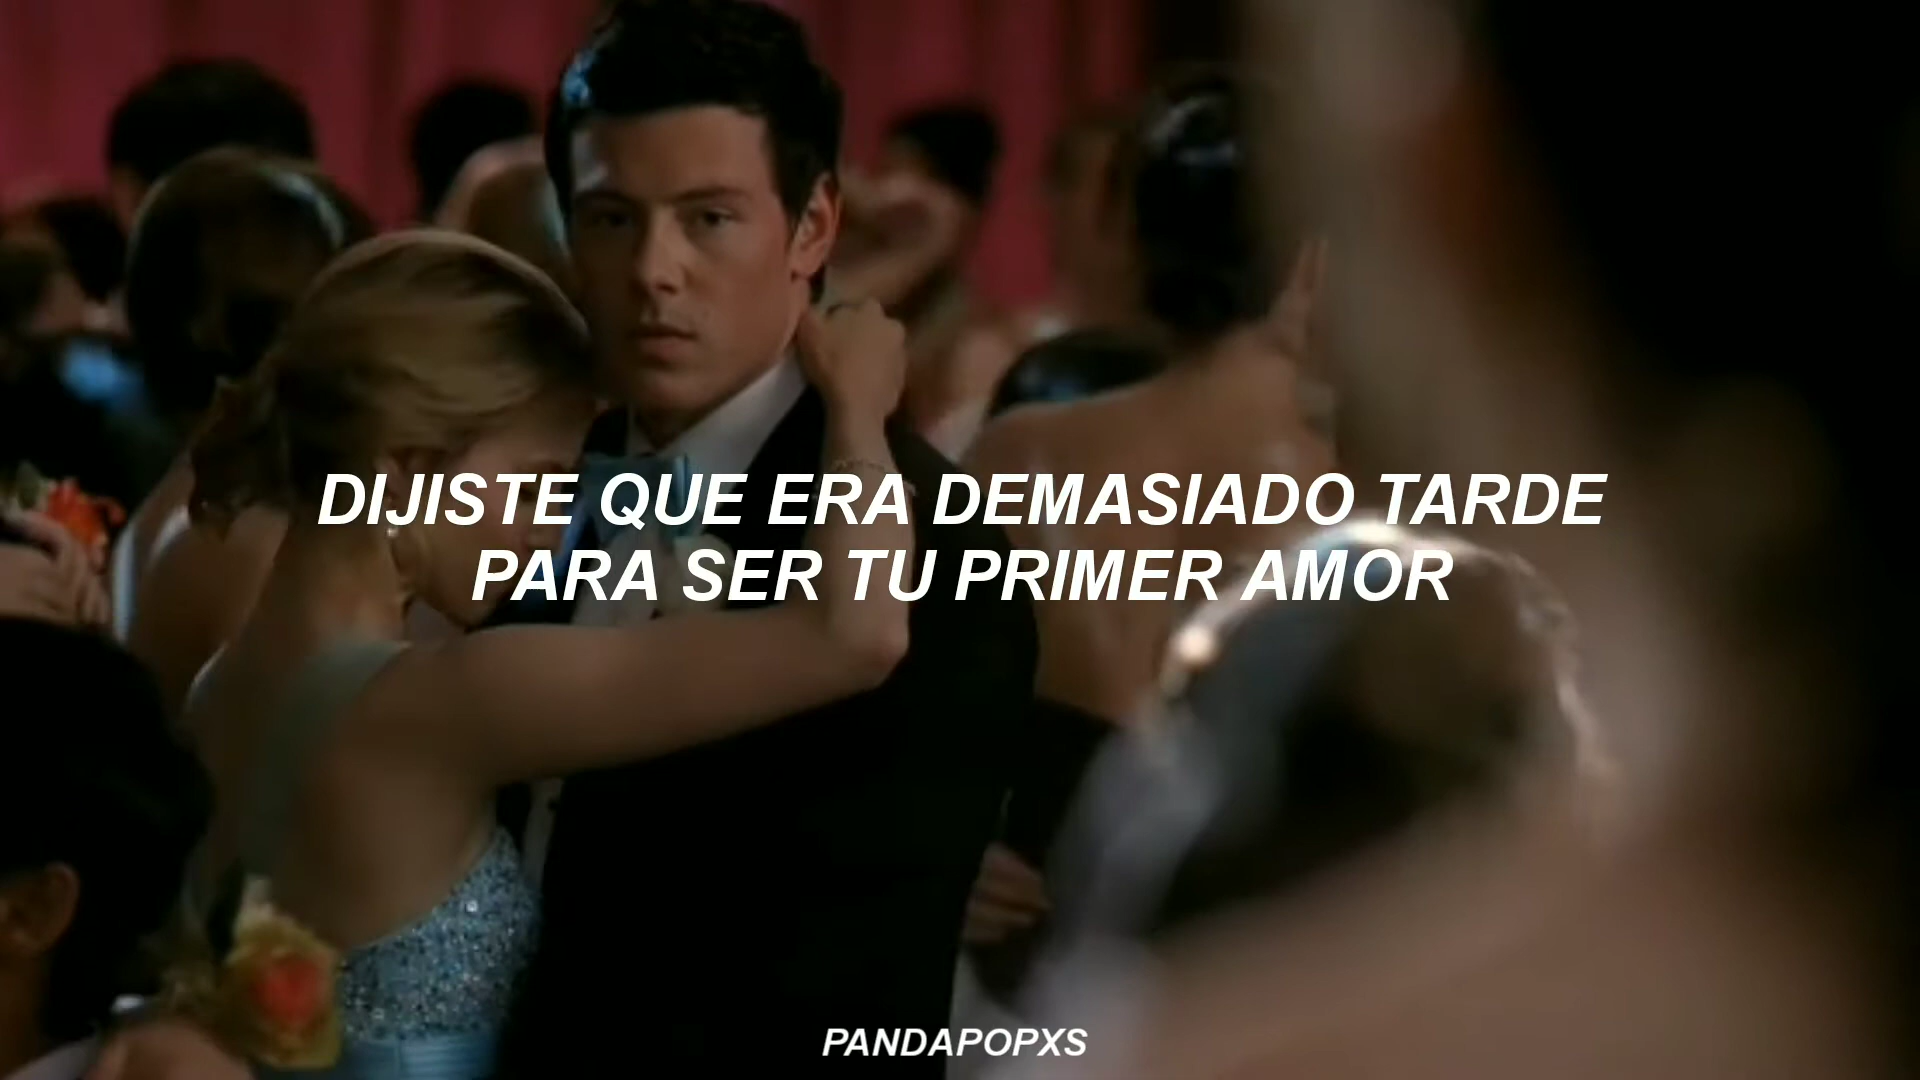 DIJISTE QUE ERA DEMASIADO TARDE
PARA SER TU PRIMER AMOR
PANDAPOPXS